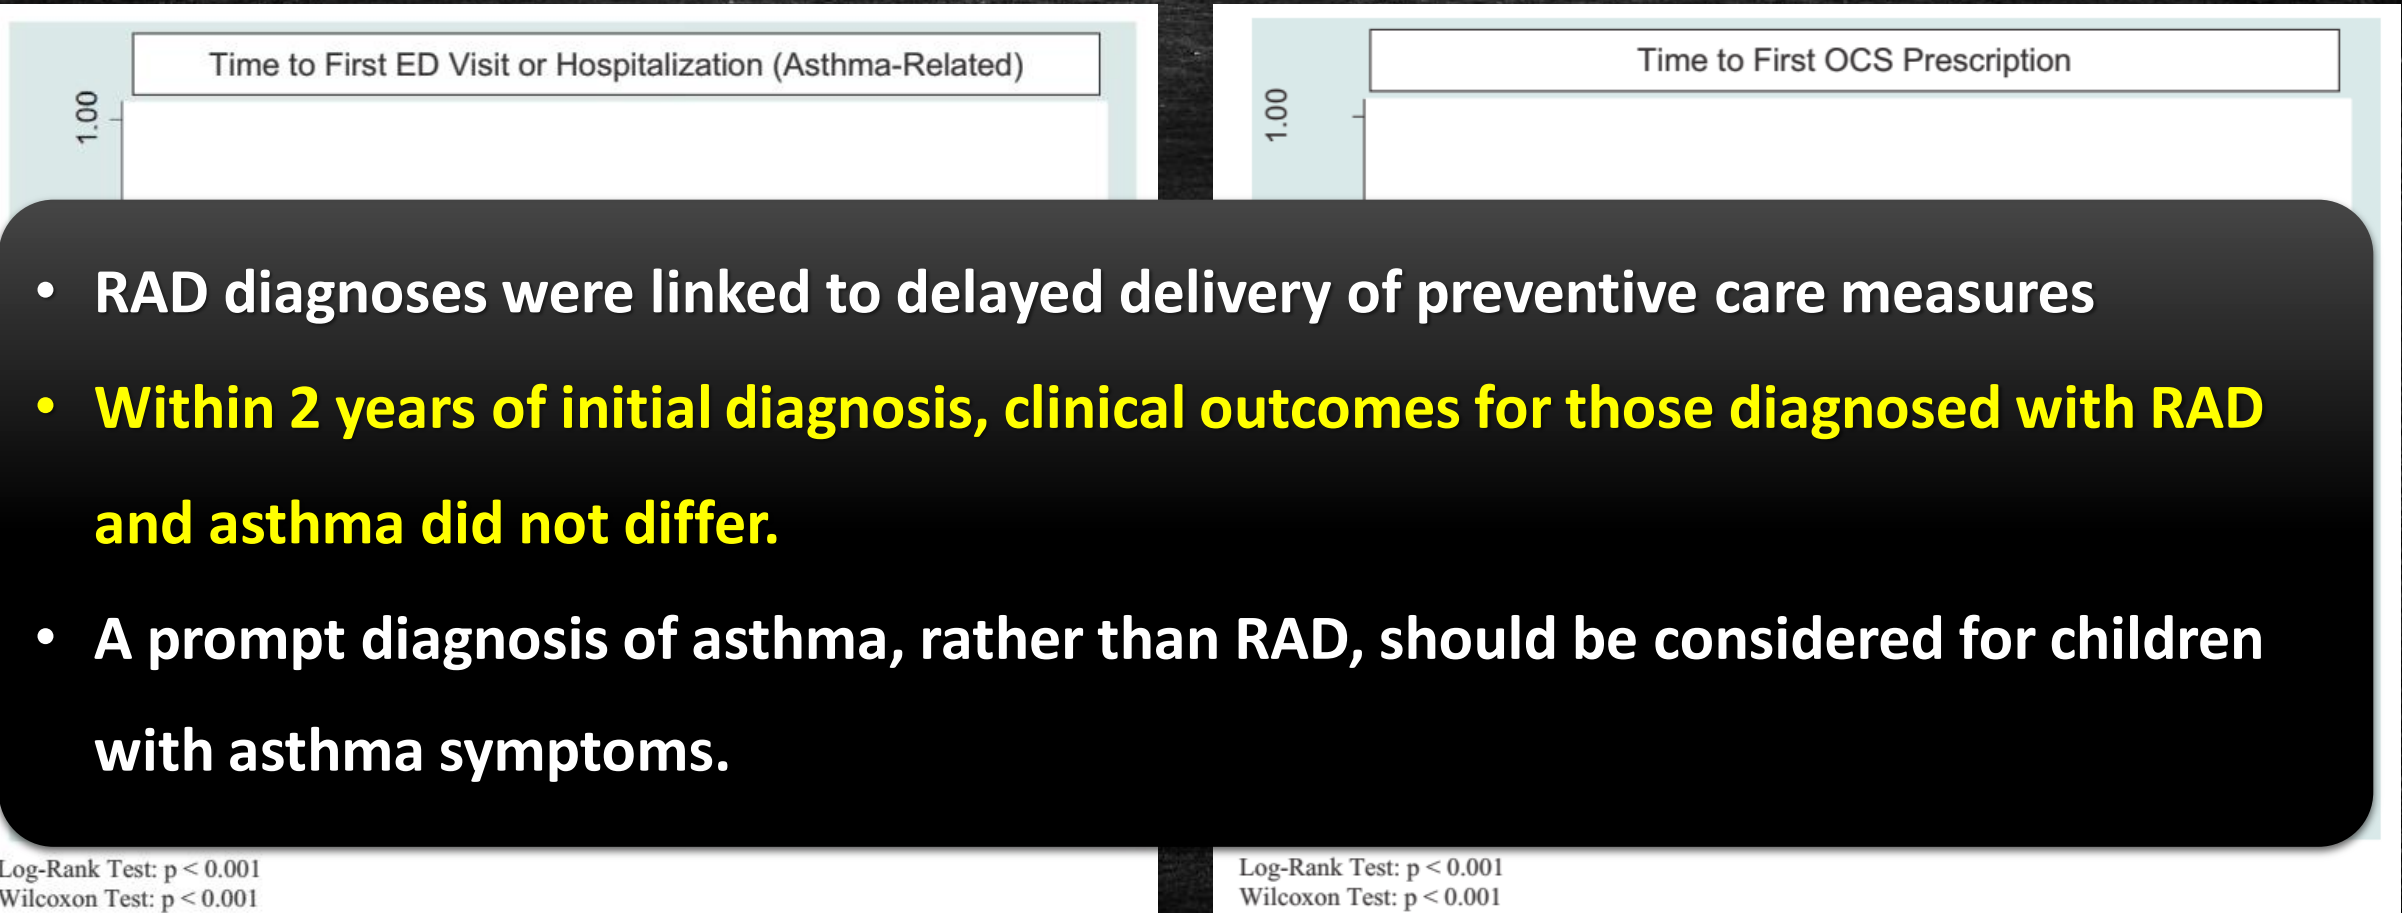 Time to First ED Visit or Hospitalization (Asthma-Related)
1.00
Time to First OCS Prescription
1.00
• RAD diagnoses were linked to delayed delivery of preventive care measures
• Within 2 years of initial diagnosis, clinical outcomes for those diagnosed with RAD
and asthma did not differ.
• A prompt diagnosis of asthma, rather than RAD, should be considered for children
with asthma symptoms.
Log-Rank Test: p < 0.001
Wilcoxon Test: p < 0.001
Log-Rank Test: p < 0.001
Wilcoxon Test: p < 0.001